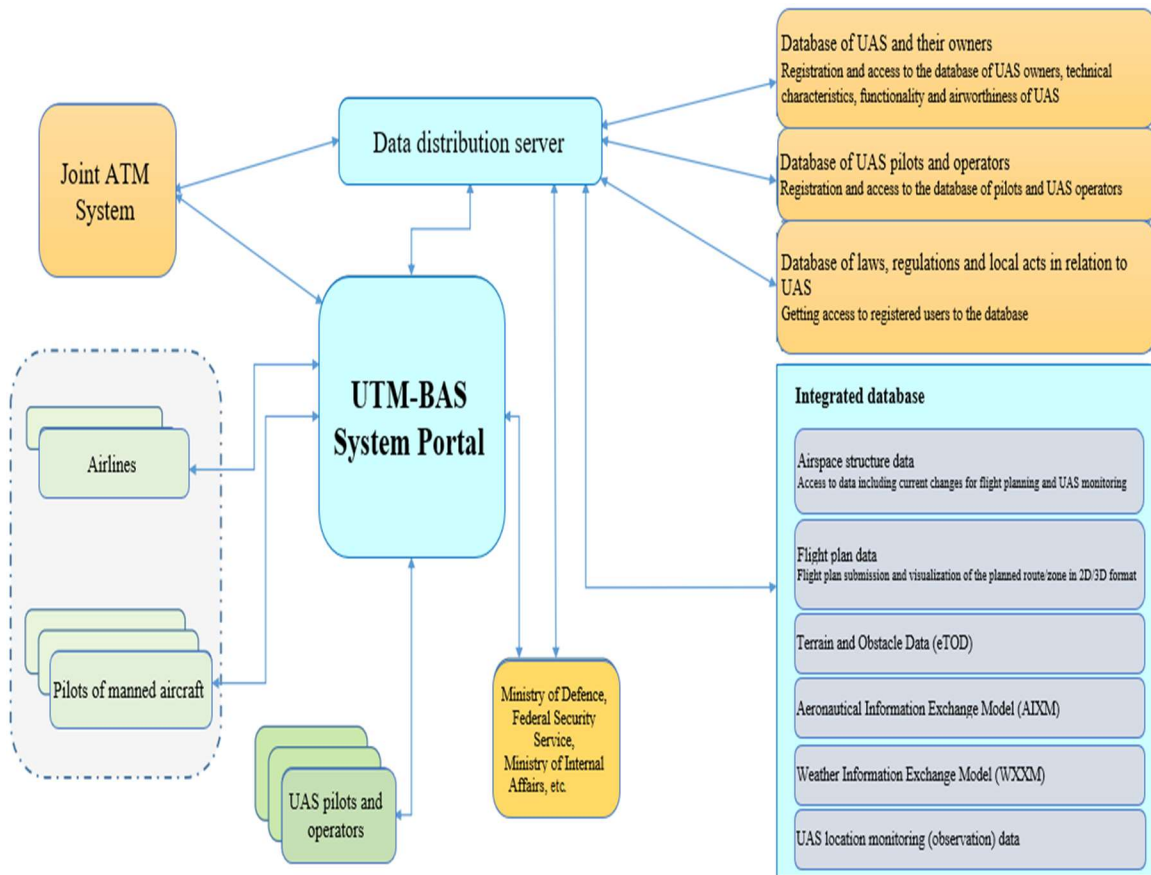 Joint ATM
System
Data distribution server
Database of UAS and their owners
Registration and access to the database of UAS owners, technical
characteristics, functionality and airworthiness of UAS
Database of UAS pilots and operators
Registration and access to the database of pilots and UAS operators
Database of laws, regulations and local acts in relation to
UAS
Getting access to registered users to the database
UTM-BAS
System Portal
Airlines
Pilots of manned aircraft
UAS pilots and
operators
Ministry of Defence,
Federal Security
Service,
Ministry of Internal
Affairs, etc.
Integrated database
Airspace structure data
Access to data including current changes for flight planning and UAS monitoring
Flight plan data
Flight plan submission and visualization of the planned route/zone in 2D/3D format
Terrain and Obstacle Data (eTOD)
Aeronautical Information Exchange Model (AIXM)
Weather Information Exchange Model (WXXM)
UAS location monitoring (observation) data